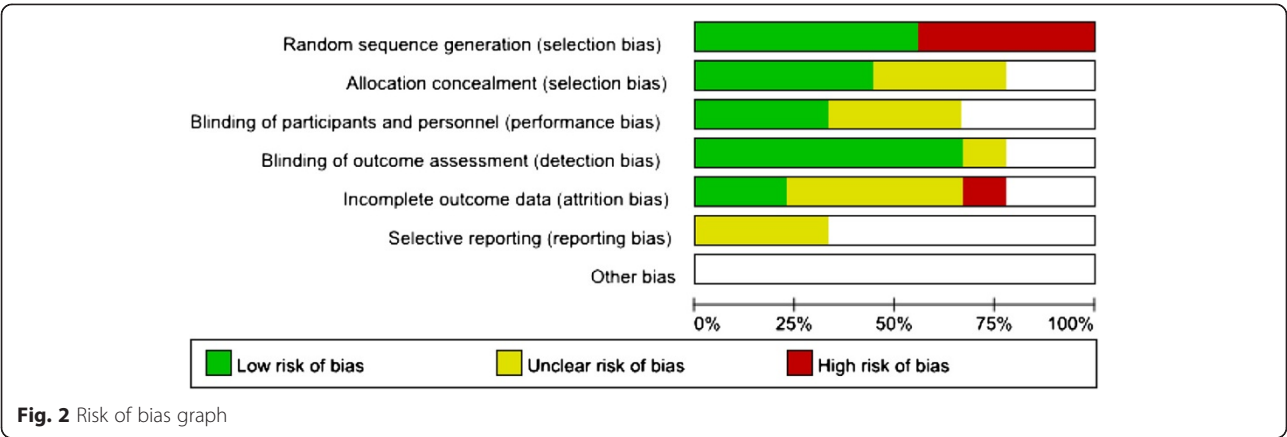 Random sequence generation (selection bias)
Allocation concealment (selection bias)
Blinding of participants and personnel (performance bias)
Blinding of outcome assessment (detection bias)
Incomplete outcome data (attrition bias)
Selective reporting (reporting bias)
Other bias
0% 25% 50% 75% 100%
Low risk of bias Unclear risk of bias High risk of bias
Fig. 2 Risk of bias graph